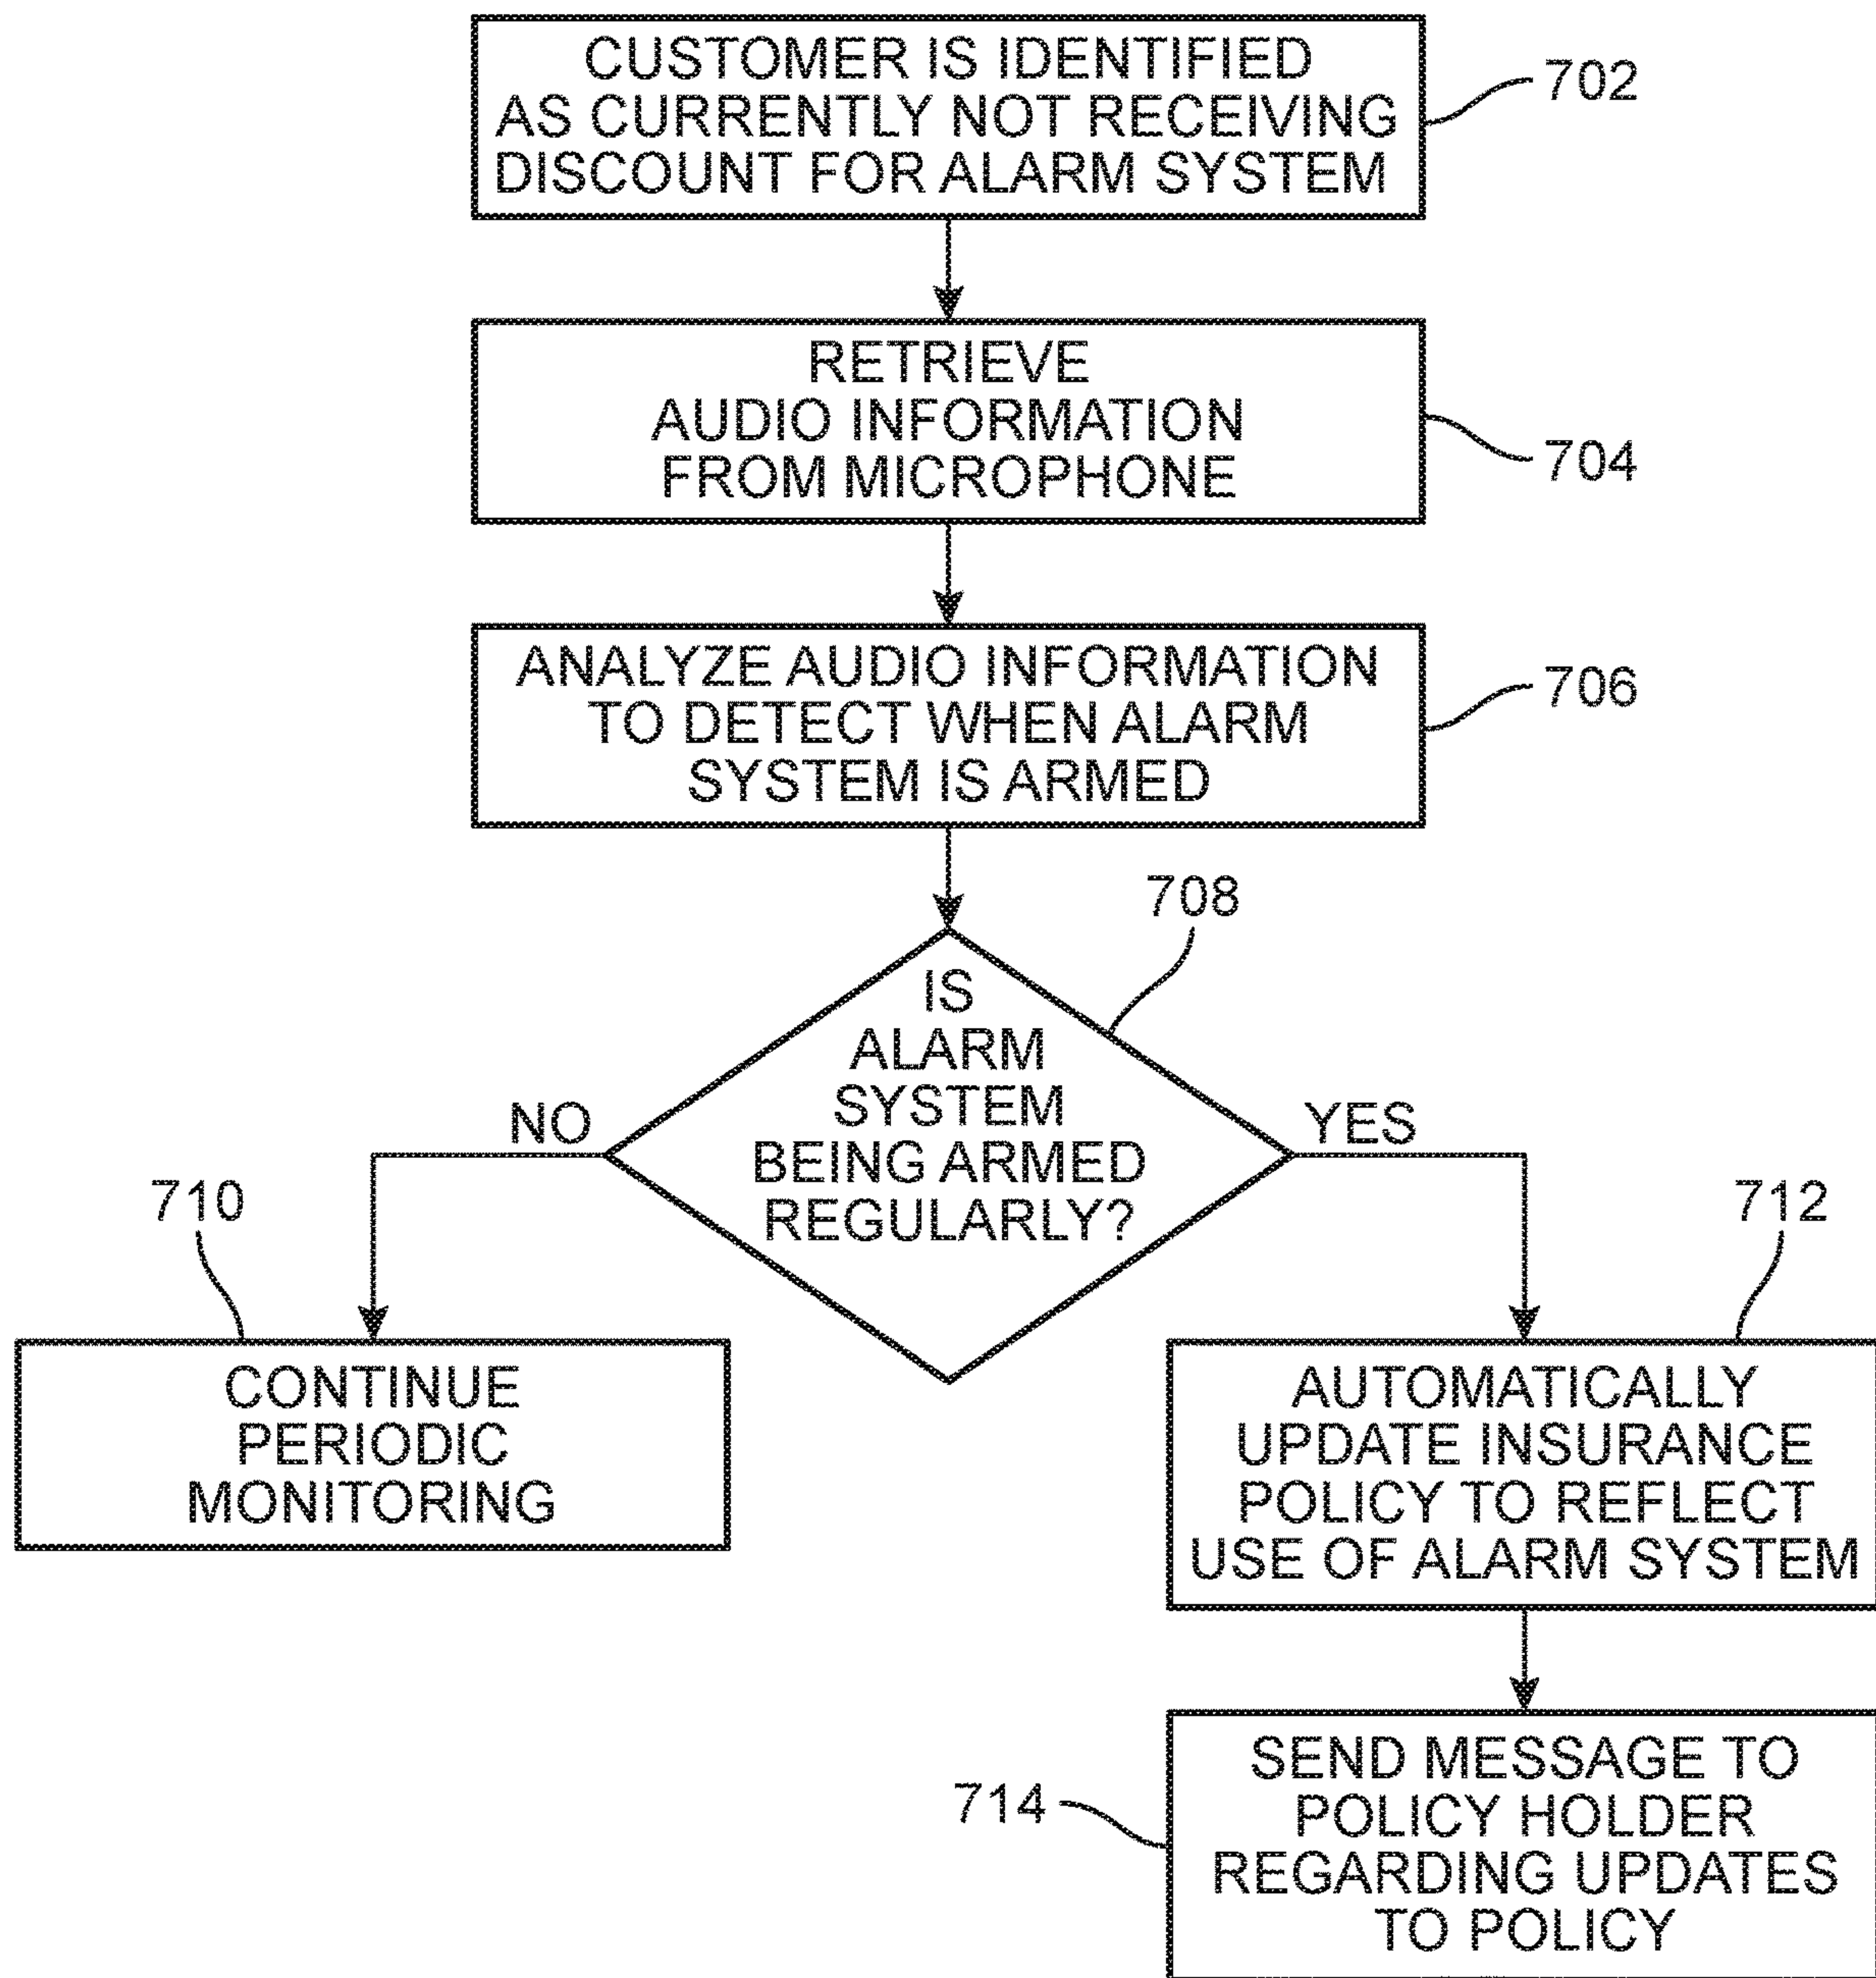 CUSTOMER IS IDENTIFIED
AS CURRENTLY NOT RECEIVING
DISCOUNT FOR ALARM SYSTEM
702
RETRIEVE
AUDIO INFORMATION
FROM MICROPHONE
704
ANALYZE AUDIO INFORMATION
TO DETECT WHEN ALARM
SYSTEM IS ARMED
706
708
IS
ALARM
SYSTEM
BEING ARMED
REGULARLY?
NO
YES
710
CONTINUE
PERIODIC
MONITORING
712
AUTOMATICALLY
UPDATE INSURANCE
POLICY TO REFLECT
USE OF ALARM SYSTEM
714
SEND MESSAGE TO
POLICY HOLDER
REGARDING UPDATES
TO POLICY